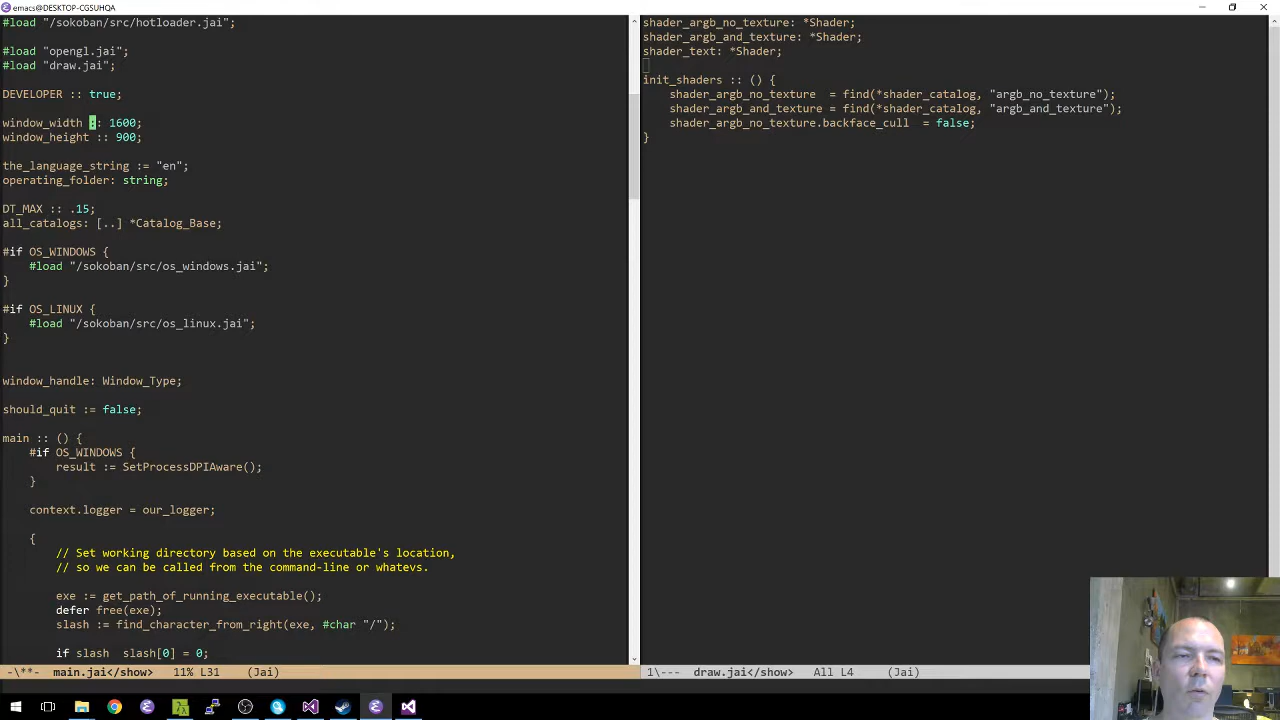 emacs@DESKTOP-CGSUHQA
#load "/sokoban/src/hotloader.jai";
#load "opengl.jai";
#load "draw.jai";
DEVELOPER :: true;
window_width :: 1600;
window_height :: 900;
the_language_string := "en";
operating_folder: string;
DT_MAX :: .15;
all_catalogs: [..] *Catalog_Base;
#if OS_WINDOWS {
    #load "/sokoban/src/os_windows.jai";
}
#if OS_LINUX {
    #load "/sokoban/src/os_linux.jai";
}
window_handle: Window_Type;
should_quit := false;
main :: () {
    #if OS_WINDOWS {
        result := SetProcessDPIAware();
    }
    context.logger = our_logger;
    {
        // Set working directory based on the executable's location,
        // so we can be called from the command-line or whatevs.
        exe := get_path_of_running_executable();
        defer free(exe);
        slash := find_character_from_right(exe, #char "/");
        if slash  slash[0] = 0;
-\**-  main.jai</show>   11% L31    (Jai)
shader_argb_no_texture: *Shader;
shader_argb_and_texture: *Shader;
shader_text: *Shader;
init_shaders :: () {
    shader_argb_no_texture  = find(*shader_catalog, "argb_no_texture");
    shader_argb_and_texture = find(*shader_catalog, "argb_and_texture");
    shader_argb_no_texture.backface_cull  = false;
}
1\---  draw.jai</show>   All L4     (Jai)